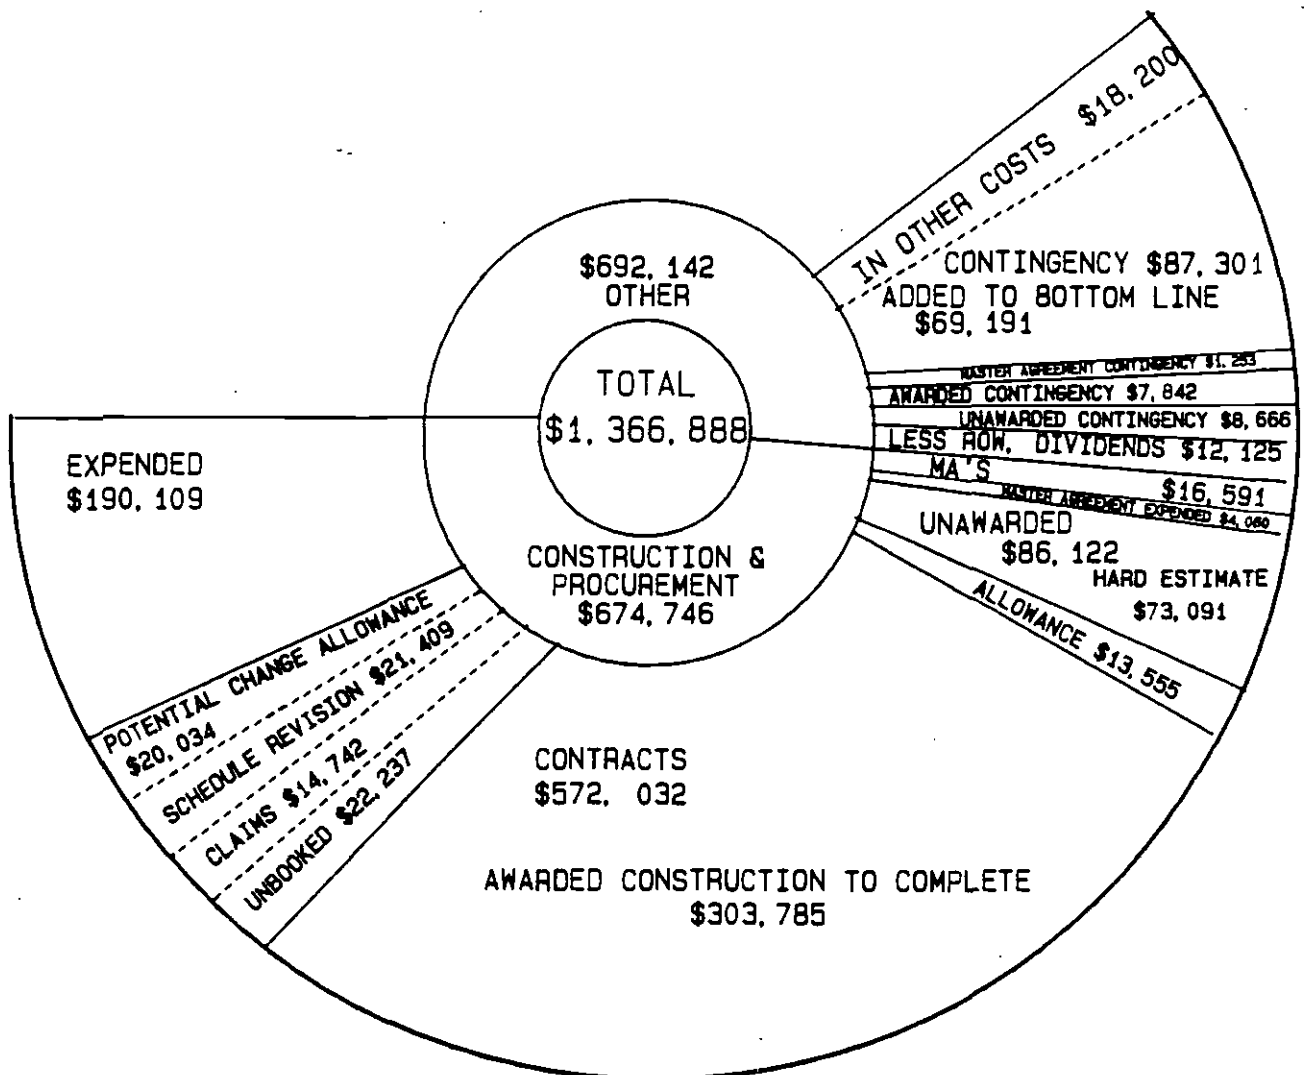 IN OTHER COSTS $18,200
CONTINGENCY $87,301
ADDED TO BOTTOM LINE
$69,191
MASTER AGREEMENT CONTINGENCY $1,253
AWARDED CONTINGENCY $7,842
UNAWARDED CONTINGENCY $8,666
LESS ROW, DIVIDENDS $12,125
MA'S
$16,591
MASTER AGREEMENT EXPENDED $4,060
UNAWARDED
$86,122
HARD ESTIMATE
$73,091
ALLOWANCE $13,555
$692,142
OTHER
TOTAL
$1,366,888
CONSTRUCTION &
PROCUREMENT
$674,746
EXPENDED
$190,109
POTENTIAL CHANGE ALLOWANCE
$20,034
SCHEDULE REVISION $21,409
CLAIMS $14,742
UNBOOKED $22,237
CONTRACTS
$572,032
AWARDED CONSTRUCTION TO COMPLETE
$303,785